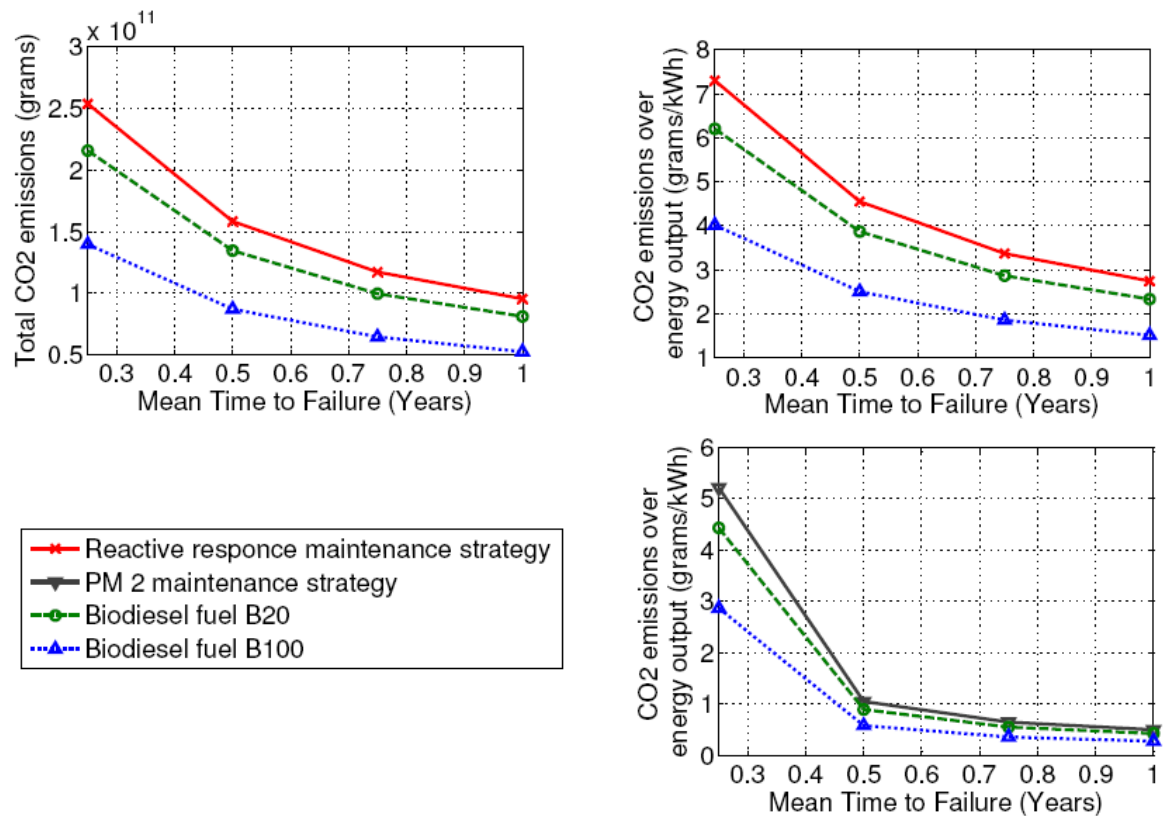 x 10^11
3
2.5
2
1.5
1
0.5
Total CO2 emissions (grams)
0.3 0.4 0.5 0.6 0.7 0.8 0.9 1
Mean Time to Failure (Years)
8
7
6
5
4
3
2
1
CO2 emissions over
energy output (grams/kWh)
0.3 0.4 0.5 0.6 0.7 0.8 0.9 1
Mean Time to Failure (Years)
Reactive responce maintenance strategy
PM 2 maintenance strategy
Biodiesel fuel B20
Biodiesel fuel B100
6
5
4
3
2
1
0
CO2 emissions over
energy output (grams/kWh)
0.3 0.4 0.5 0.6 0.7 0.8 0.9 1
Mean Time to Failure (Years)